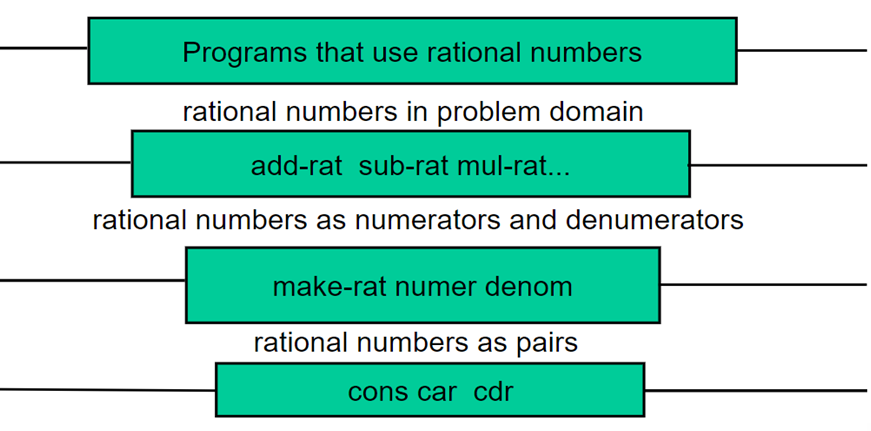 Programs that use rational numbers
rational numbers in problem domain
add-rat sub-rat mul-rat...
rational numbers as numerators and denumerators
make-rat numer denom
rational numbers as pairs
cons car cdr